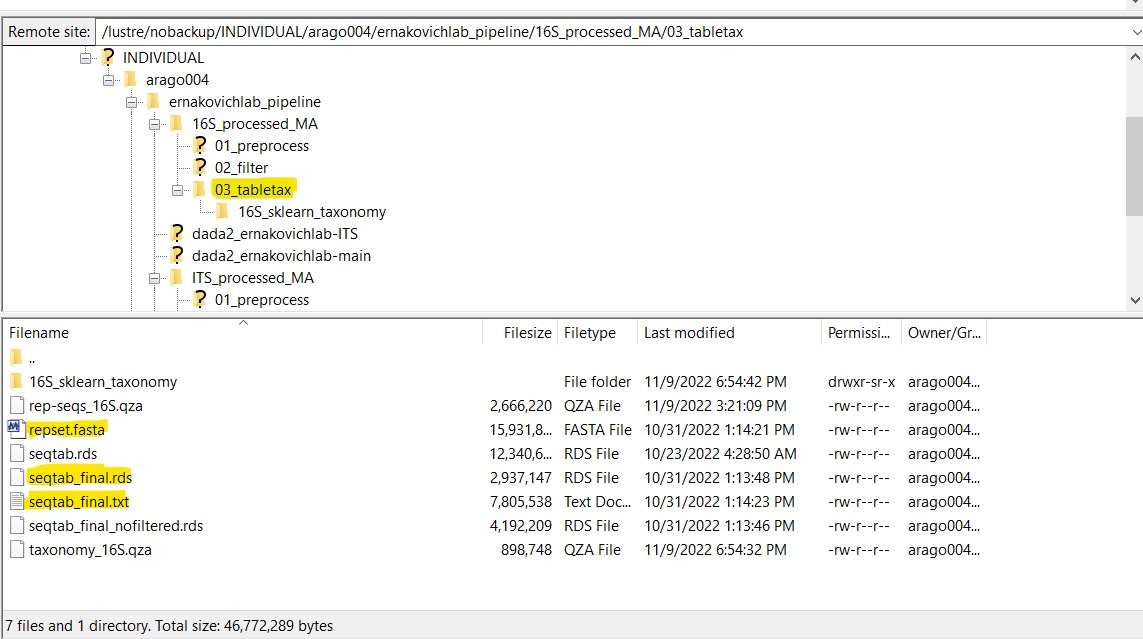 Remote site: /lustre/nobackup/INDIVIDUAL/arago004/ernakovichlab_pipeline/16S_processed_MA/03_tabletax
INDIVIDUAL
arago004
ernakovichlab_pipeline
16S_processed_MA
01_preprocess
02_filter
03_tabletax
16S_sklearn_taxonomy
dada2_ernakovichlab-ITS
dada2_ernakovichlab-main
ITS_processed_MA
01_preprocess
Filename Filesize Filetype Last modified Permissi... Owner/Gr...
..
16S_sklearn_taxonomy File folder 11/9/2022 6:54:42 PM drwxr-sr-x arago004...
rep-seqs_16S.qza 2,666,220 QZA File 11/9/2022 3:21:09 PM -rw-r--r-- arago004...
repset.fasta 15,931,8... FASTA File 10/31/2022 1:14:21 PM -rw-r--r-- arago004...
seqtab.rds 12,340,6... RDS File 10/23/2022 4:28:50 AM -rw-r--r-- arago004...
seqtab_final.rds 2,937,147 RDS File 10/31/2022 1:13:48 PM -rw-r--r-- arago004...
seqtab_final.txt 7,805,538 Text Doc... 10/31/2022 1:14:23 PM -rw-r--r-- arago004...
seqtab_final_nofiltered.rds 4,192,209 RDS File 10/31/2022 1:13:46 PM -rw-r--r-- arago004...
taxonomy_16S.qza 898,748 QZA File 11/9/2022 6:54:32 PM -rw-r--r-- arago004...
7 files and 1 directory. Total size: 46,772,289 bytes